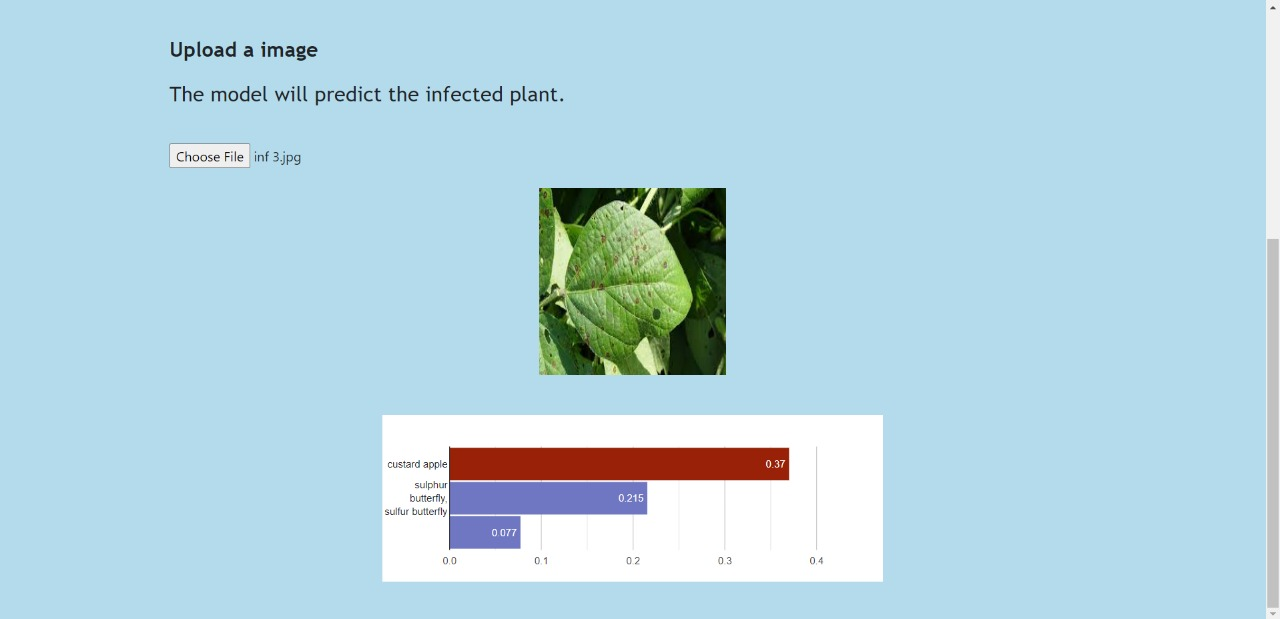 Upload a image
The model will predict the infected plant.
Choose File inf 3.jpg
custard apple 0.37
sulphur
butterfly, 0.215
sulfur butterfly
0.077
0.0 0.1 0.2 0.3 0.4